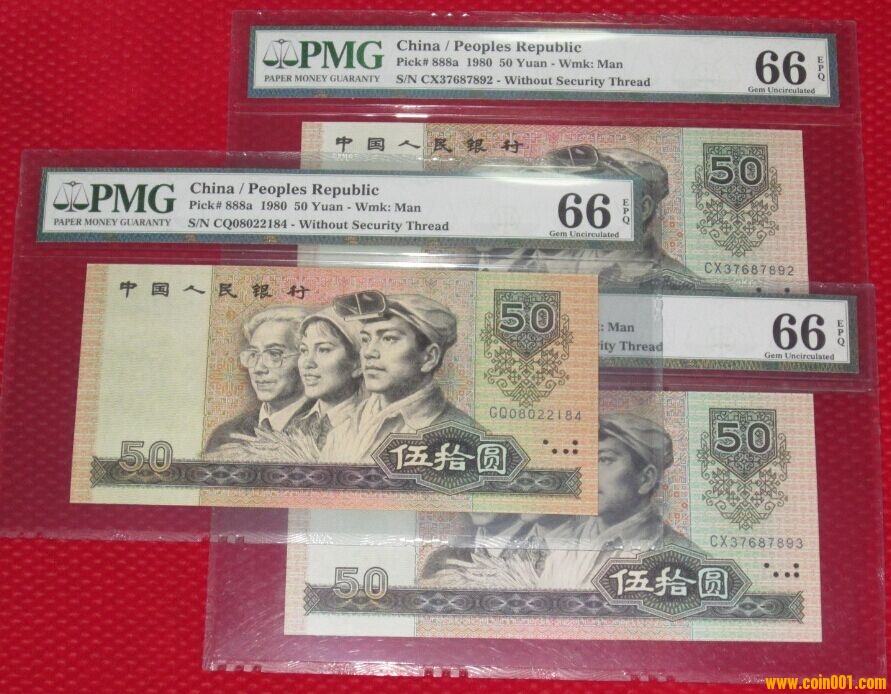 PMG
PAPER MONEY GUARANTY
China / Peoples Republic
Pick# 888a 1980 50 Yuan - Wmk: Man
S/N CX37687892 - Without Security Thread
66
EPQ
Gem Uncirculated
中国人民银行
50
CX37687892
PMG
PAPER MONEY GUARANTY
China / Peoples Republic
Pick# 888a 1980 50 Yuan - Wmk: Man
S/N CQ08022184 - Without Security Thread
66
EPQ
Gem Uncirculated
中国人民银行
50
CQ08022184
50
伍拾圆
: Man
ity Thread
66
EPQ
Gem Uncirculated
50
CX37687893
50
伍拾圆
www.coin001.com